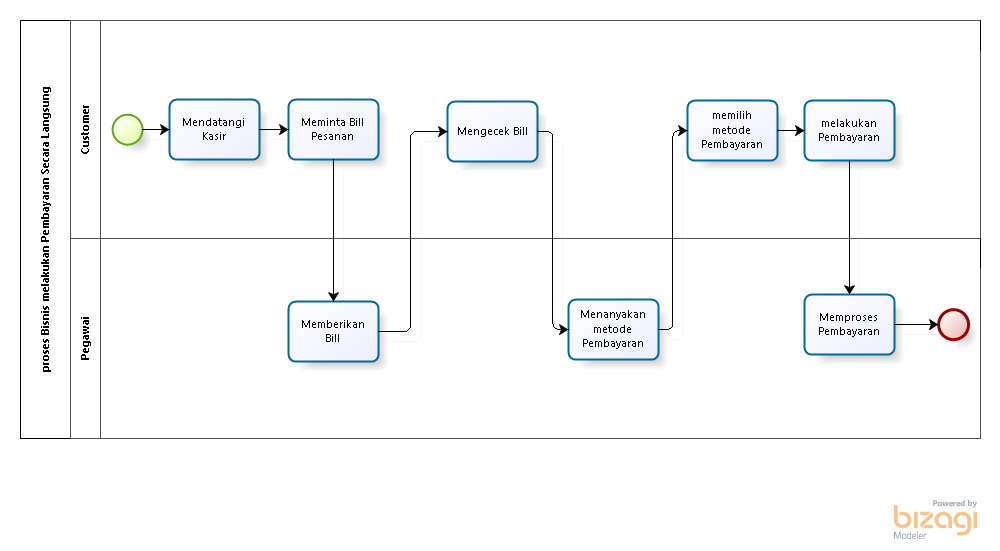 proses Bisnis melakukan Pembayaran Secara Langsung
Customer
Mendatangi
Kasir
Meminta Bill
Pesanan
Mengecek Bill
memilih
metode
Pembayaran
melakukan
Pembayaran
Pegawai
Memberikan
Bill
Menanyakan
metode
Pembayaran
Memproses
Pembayaran
Powered by
bizagi
Modeler